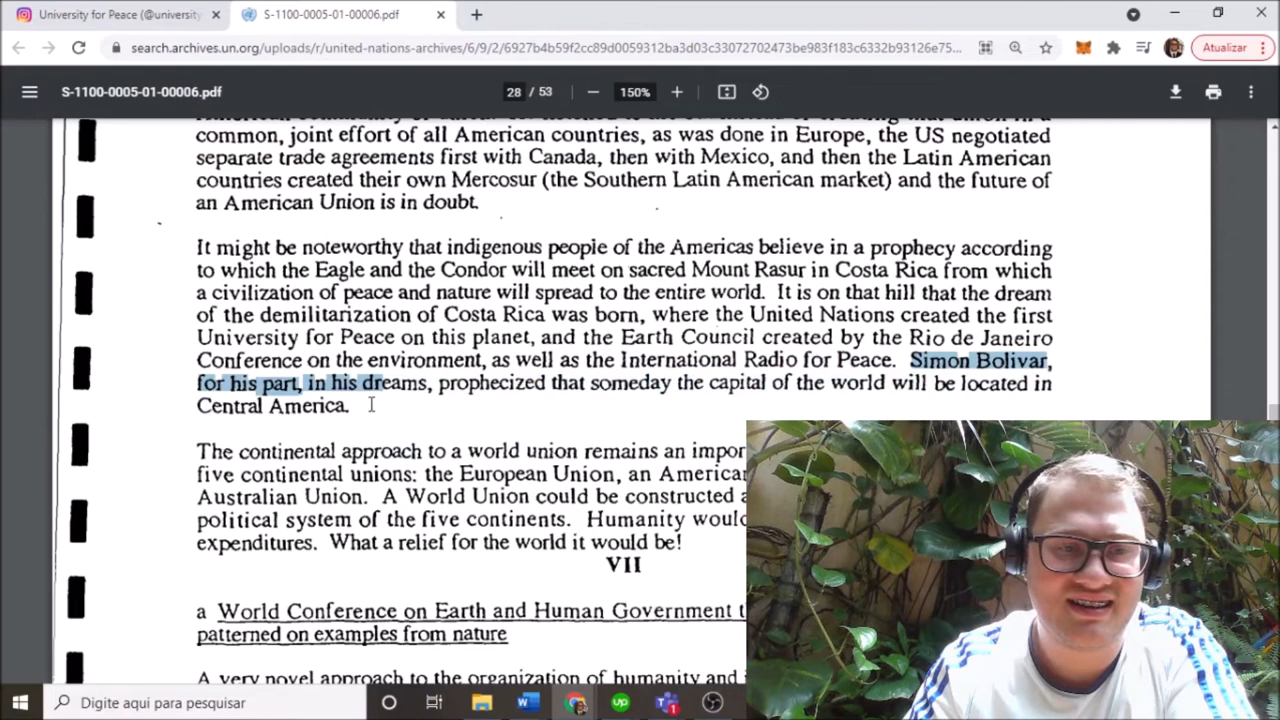 University for Peace (@university
S-1100-0005-01-00006.pdf
search.archives.un.org/uploads/r/united-nations-archives/6/9/2/6927b4b59f2cc89d0059312ba3d03c33072702473be983f183c6332b93126e75...
Atualizar
S-1100-0005-01-00006.pdf
28 / 53
150%
common, joint effort of all American countries, as was done in Europe, the US negotiated
separate trade agreements first with Canada, then with Mexico, and then the Latin American
countries created their own Mercosur (the Southern Latin American market) and the future of
an American Union is in doubt.
It might be noteworthy that indigenous people of the Americas believe in a prophecy according
to which the Eagle and the Condor will meet on sacred Mount Rasur in Costa Rica from which
a civilization of peace and nature will spread to the entire world. It is on that hill that the dream
of the demilitarization of Costa Rica was born, where the United Nations created the first
University for Peace on this planet, and the Earth Council created by the Rio de Janeiro
Conference on the environment, as well as the International Radio for Peace. Simon Bolivar,
for his part, in his dreams, prophecized that someday the capital of the world will be located in
Central America.
The continental approach to a world union remains an impor
five continental unions: the European Union, an American
Australian Union. A World Union could be constructed a
political system of the five continents. Humanity would
expenditures. What a relief for the world it would be!
VII
a World Conference on Earth and Human Government t
patterned on examples from nature
A very novel approach to the organization of humanity and
Digite aqui para pesquisar